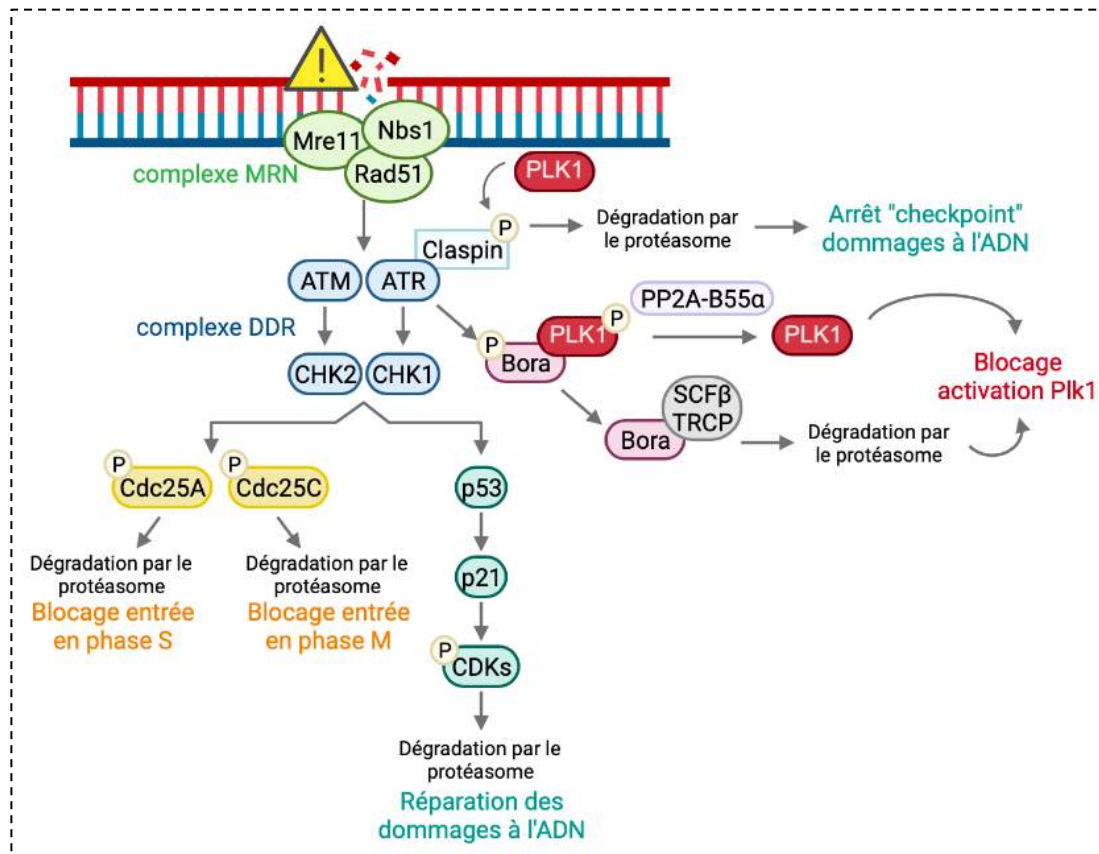 !
Mre11
Nbs1
Rad51
complexe MRN
PLK1
P
Claspin
Dégradation par
le protéasome
Arrêt "checkpoint"
dommages à l'ADN
ATM
ATR
complexe DDR
CHK2
CHK1
P
Bora
PLK1
P
PP2A-B55α
PLK1
Blocage
activation Plk1
Bora
SCFβ
TRCP
Dégradation par
le protéasome
P
Cdc25A
P
Cdc25C
p53
Dégradation par le
protéasome
Blocage entrée
en phase S
Dégradation par le
protéasome
Blocage entrée
en phase M
p21
P
CDKs
Dégradation par le
protéasome
Réparation des
dommages à l'ADN